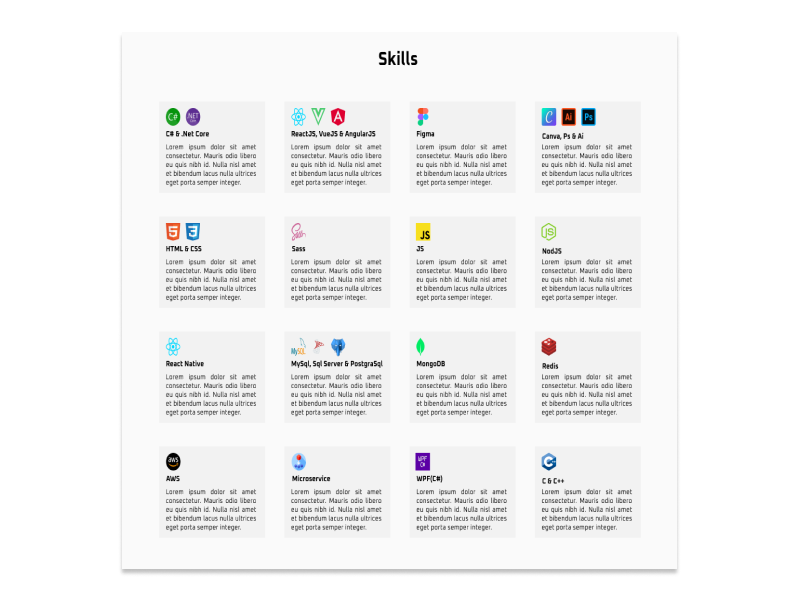 Skills
C#
.NET
C# & .Net Core
Lorem ipsum dolor sit amet
consectetur. Mauris odio libero
eu quis nibh id. Nulla nisl amet
et bibendum lacus nulla ultrices
eget porta semper integer.
ReactJS, VueJS & AngularJS
Lorem ipsum dolor sit amet
consectetur. Mauris odio libero
eu quis nibh id. Nulla nisl amet
et bibendum lacus nulla ultrices
eget porta semper integer.
Figma
Lorem ipsum dolor sit amet
consectetur. Mauris odio libero
eu quis nibh id. Nulla nisl amet
et bibendum lacus nulla ultrices
eget porta semper integer.
C Ai Ps
Canva, Ps & Ai
Lorem ipsum dolor sit amet
consectetur. Mauris odio libero
eu quis nibh id. Nulla nisl amet
et bibendum lacus nulla ultrices
eget porta semper integer.
5 3
HTML & CSS
Lorem ipsum dolor sit amet
consectetur. Mauris odio libero
eu quis nibh id. Nulla nisl amet
et bibendum lacus nulla ultrices
eget porta semper integer.
Sass
Sass
Lorem ipsum dolor sit amet
consectetur. Mauris odio libero
eu quis nibh id. Nulla nisl amet
et bibendum lacus nulla ultrices
eget porta semper integer.
JS
JS
Lorem ipsum dolor sit amet
consectetur. Mauris odio libero
eu quis nibh id. Nulla nisl amet
et bibendum lacus nulla ultrices
eget porta semper integer.
JS
NodJS
Lorem ipsum dolor sit amet
consectetur. Mauris odio libero
eu quis nibh id. Nulla nisl amet
et bibendum lacus nulla ultrices
eget porta semper integer.
React Native
Lorem ipsum dolor sit amet
consectetur. Mauris odio libero
eu quis nibh id. Nulla nisl amet
et bibendum lacus nulla ultrices
eget porta semper integer.
MySQL
MySql, Sql Server & PostgraSql
Lorem ipsum dolor sit amet
consectetur. Mauris odio libero
eu quis nibh id. Nulla nisl amet
et bibendum lacus nulla ultrices
eget porta semper integer.
MongoDB
Lorem ipsum dolor sit amet
consectetur. Mauris odio libero
eu quis nibh id. Nulla nisl amet
et bibendum lacus nulla ultrices
eget porta semper integer.
Redis
Lorem ipsum dolor sit amet
consectetur. Mauris odio libero
eu quis nibh id. Nulla nisl amet
et bibendum lacus nulla ultrices
eget porta semper integer.
aws
AWS
Lorem ipsum dolor sit amet
consectetur. Mauris odio libero
eu quis nibh id. Nulla nisl amet
et bibendum lacus nulla ultrices
eget porta semper integer.
Microservice
Lorem ipsum dolor sit amet
consectetur. Mauris odio libero
eu quis nibh id. Nulla nisl amet
et bibendum lacus nulla ultrices
eget porta semper integer.
WPF
C#
WPF(C#)
Lorem ipsum dolor sit amet
consectetur. Mauris odio libero
eu quis nibh id. Nulla nisl amet
et bibendum lacus nulla ultrices
eget porta semper integer.
C++
C & C++
Lorem ipsum dolor sit amet
consectetur. Mauris odio libero
eu quis nibh id. Nulla nisl amet
et bibendum lacus nulla ultrices
eget porta semper integer.